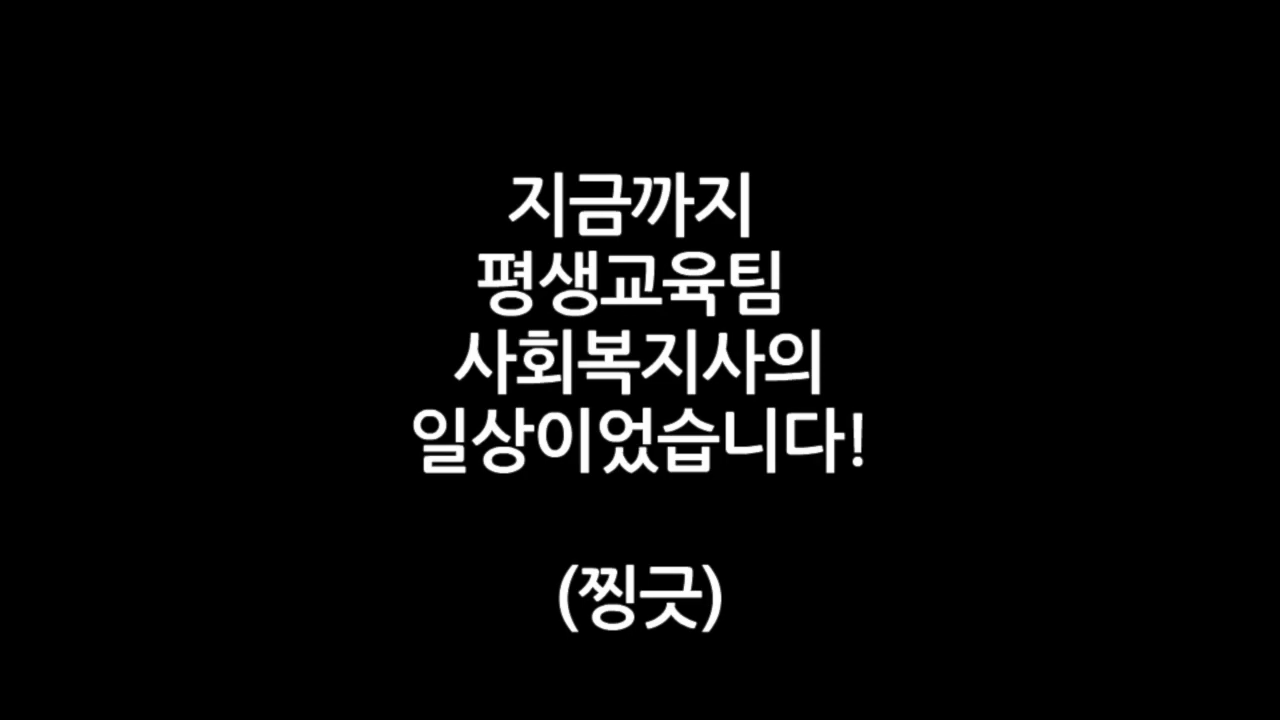 지금까지
평생교육팀
사회복지사의
일상이었습니다!
(찡긋)